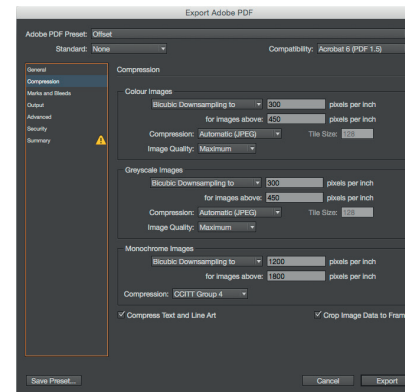 Export Adobe PDF
Adobe PDF Preset: Offset
Standard: None Compatibility: Acrobat 6 (PDF 1.5)
General
Compression
Marks and Bleeds
Output
Advanced
Security
Summary
Compression
Colour Images
Bicubic Downsampling to 300 pixels per inch
for images above: 450 pixels per inch
Compression: Automatic (JPEG) Tile Size: 128
Image Quality: Maximum
Greyscale Images
Bicubic Downsampling to 300 pixels per inch
for images above: 450 pixels per inch
Compression: Automatic (JPEG) Tile Size: 128
Image Quality: Maximum
Monochrome Images
Bicubic Downsampling to 1200 pixels per inch
for images above: 1800 pixels per inch
Compression: CCITT Group 4
Compress Text and Line Art Crop Image Data to Fram
Save Preset... Cancel Export